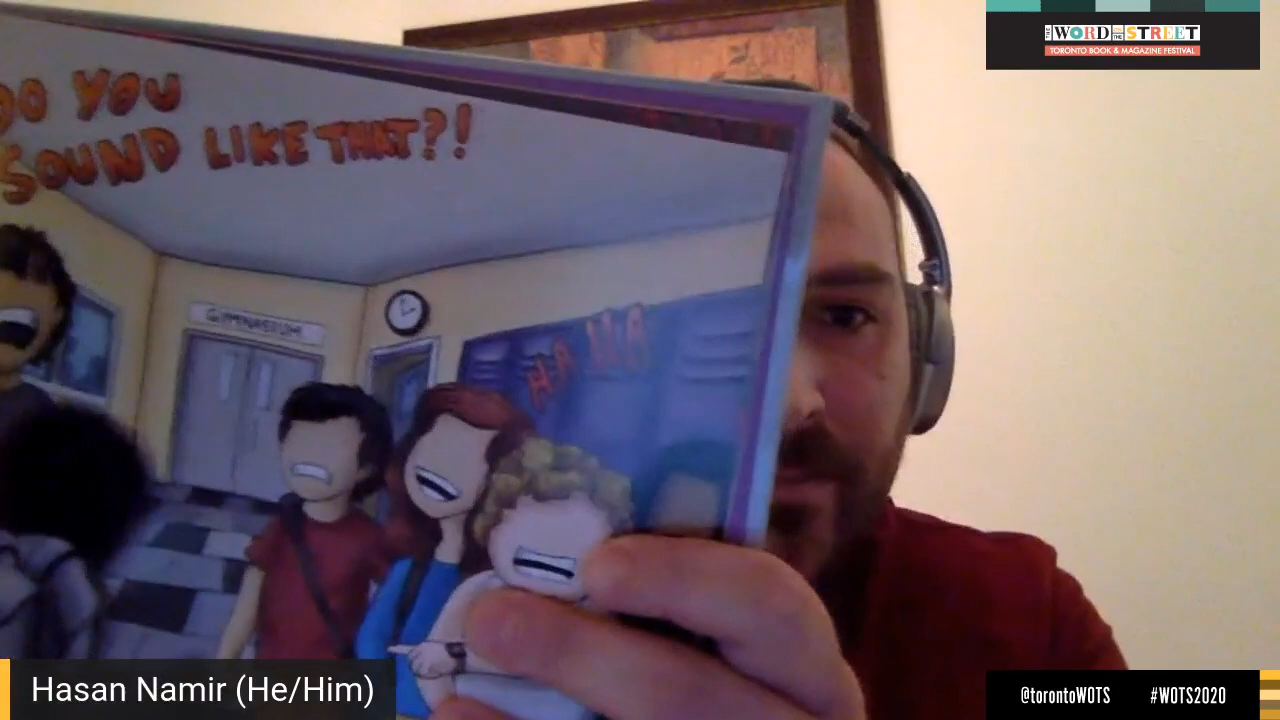 THE WORD ON THE STREET
TORONTO BOOK & MAGAZINE FESTIVAL
DO YOU
SOUND LIKE THAT?!
GYMNASIUM
HA HA
Hasan Namir (He/Him)
@torontoWOTS #WOTS2020